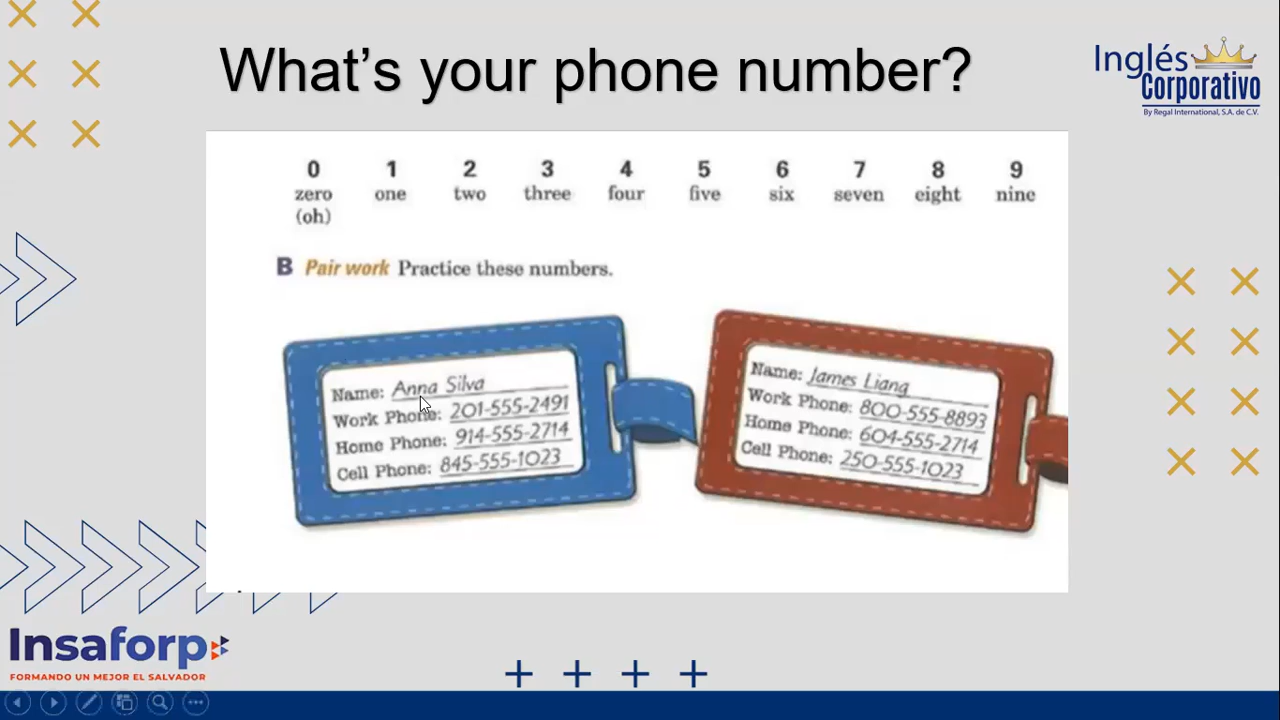 What's your phone number?
Inglés
Corporativo
By Regal International, S.A. de C.V.
0 1 2 3 4 5 6 7 8 9
zero one two three four five six seven eight nine
(oh)
B Pair work Practice these numbers.
Name: Anna Silva
Work Phone: 201-555-2491
Home Phone: 914-555-2714
Cell Phone: 845-555-1023
Name: James Liang
Work Phone: 800-555-8893
Home Phone: 604-555-2714
Cell Phone: 250-555-1023
Insaforp
FORMANDO UN MEJOR EL SALVADOR